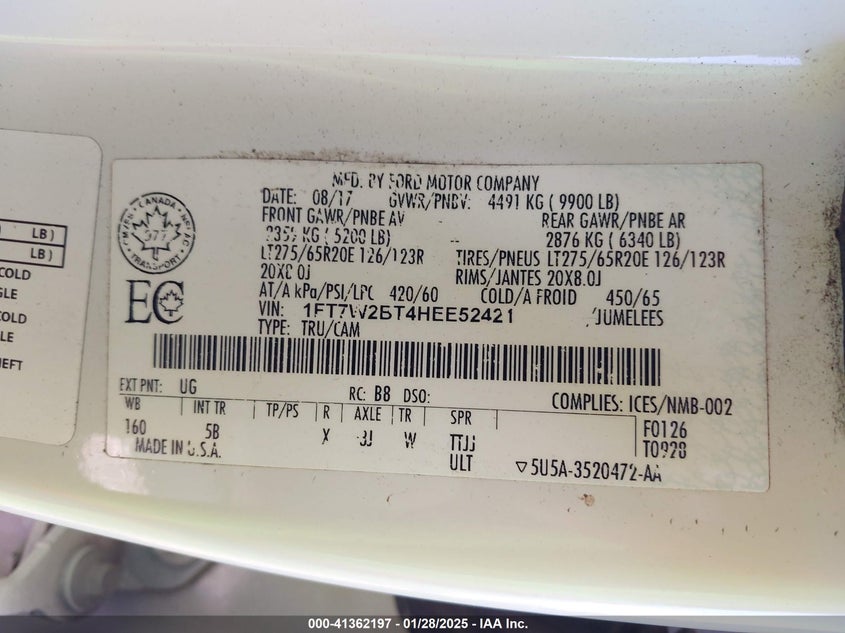 LB )
LB )
COLD
GLE
COLD
LE
HEFT
MFD. BY FORD MOTOR COMPANY
DATE: 08/17 GVWR/PNBV: 4491 KG ( 9900 LB)
FRONT GAWR/PNBE AV REAR GAWR/PNBE AR
KG ( 5200 LB) 2876 KG ( 6340 LB)
LT275/65R20E 126/123R TIRES/PNEUS LT275/65R20E 126/123R
20X8.0J RIMS/JANTES 20X8.0J
AT/A kPa/PSI/LPC 420/60 COLD/A FROID 450/65
VIN: 1FT7W2BT4HEE52421 /JUMELEES
TYPE: TRU/CAM
CANADA
TRANSPORT
EC
EXT PNT: UG RC: B8 DSO: COMPLIES: ICES/NMB-002
WB INT TR TP/PS R AXLE TR SPR F0126
160 5B X W T0928
MADE IN U.S.A. ULT ▽5U5A-3520472-AA
000-41362197 - 01/28/2025 - IAA Inc.